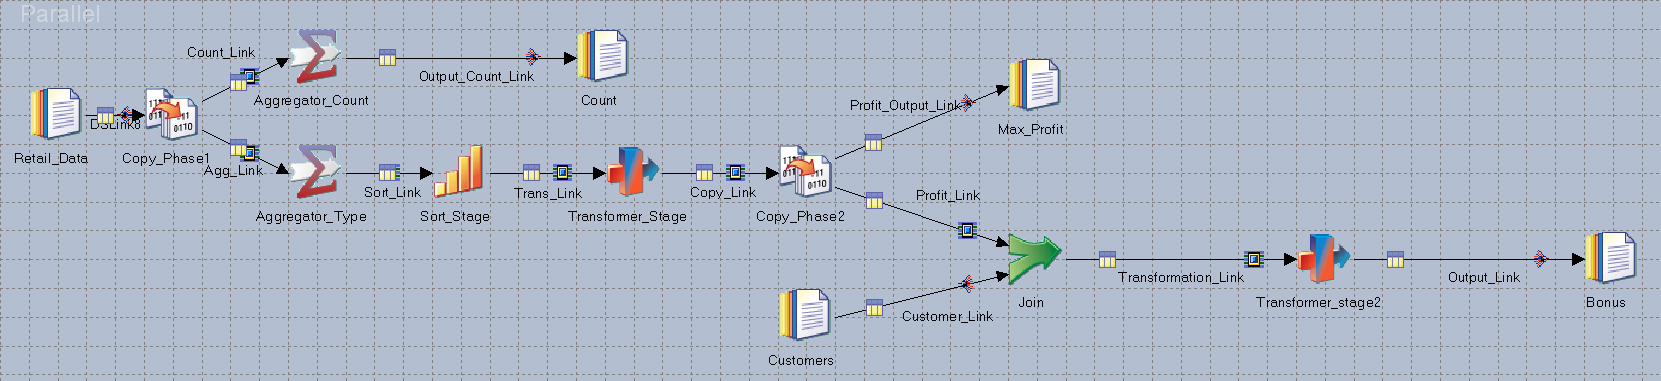 Parallel
Count_Link
Output_Count_Link
Aggregator_Count
Count
Profit_Output_Link
DSLink8
Max_Profit
Retail_Data
Copy_Phase1
Agg_Link
Sort_Link
Trans_Link
Copy_Link
Profit_Link
Aggregator_Type
Sort_Stage
Transformer_Stage
Copy_Phase2
Transformation_Link
Output_Link
Join
Transformer_stage2
Bonus
Customer_Link
Customers